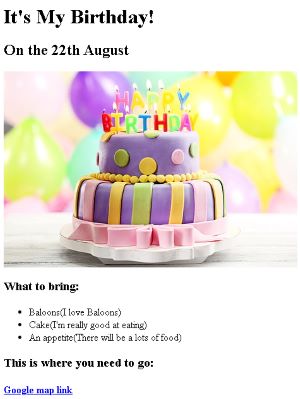 It's My Birthday!
On the 22th August
HAPPY
BIRTHDAY
What to bring:
Baloons(I love Baloons)
Cake(I'm really good at eating)
An appetite(There will be a lots of food)
This is where you need to go:
Google map link